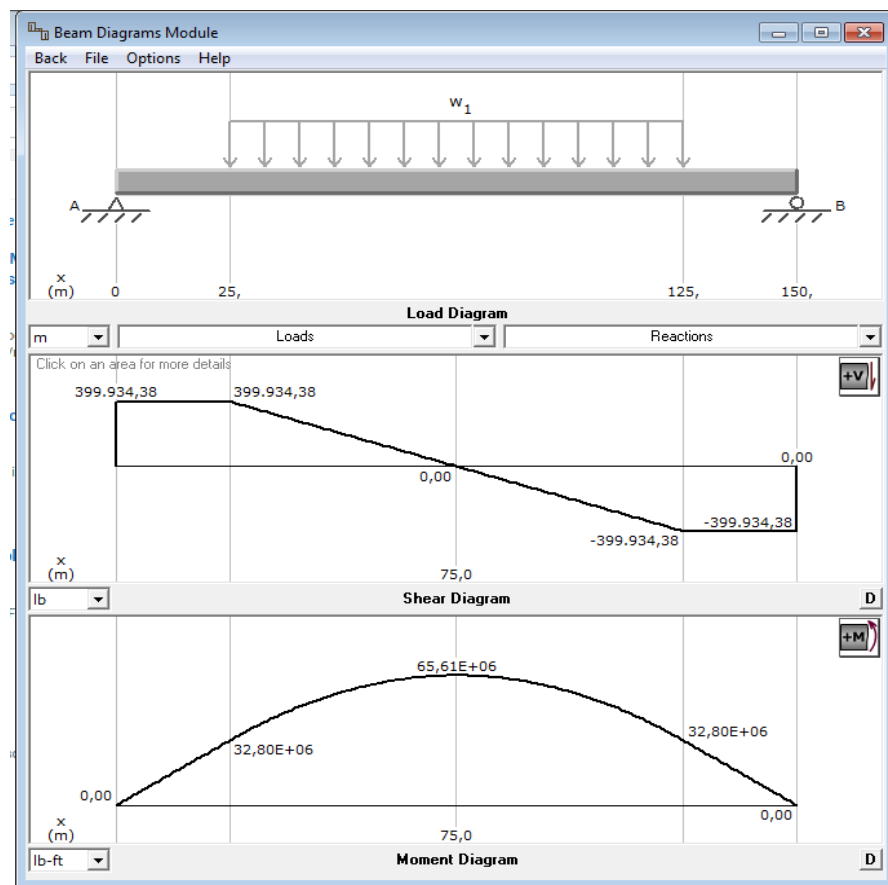 Beam Diagrams Module
Back File Options Help
w1
A B
x
(m) 0 25, 125, 150,
Load Diagram
m Loads Reactions
Click on an area for more details
+V
399.934,38 399.934,38
0,00
0,00
-399.934,38
-399.934,38
x
(m) 75,0
lb Shear Diagram D
+M
65,61E+06
32,80E+06
32,80E+06
0,00
0,00
x
(m) 75,0
lb-ft Moment Diagram D